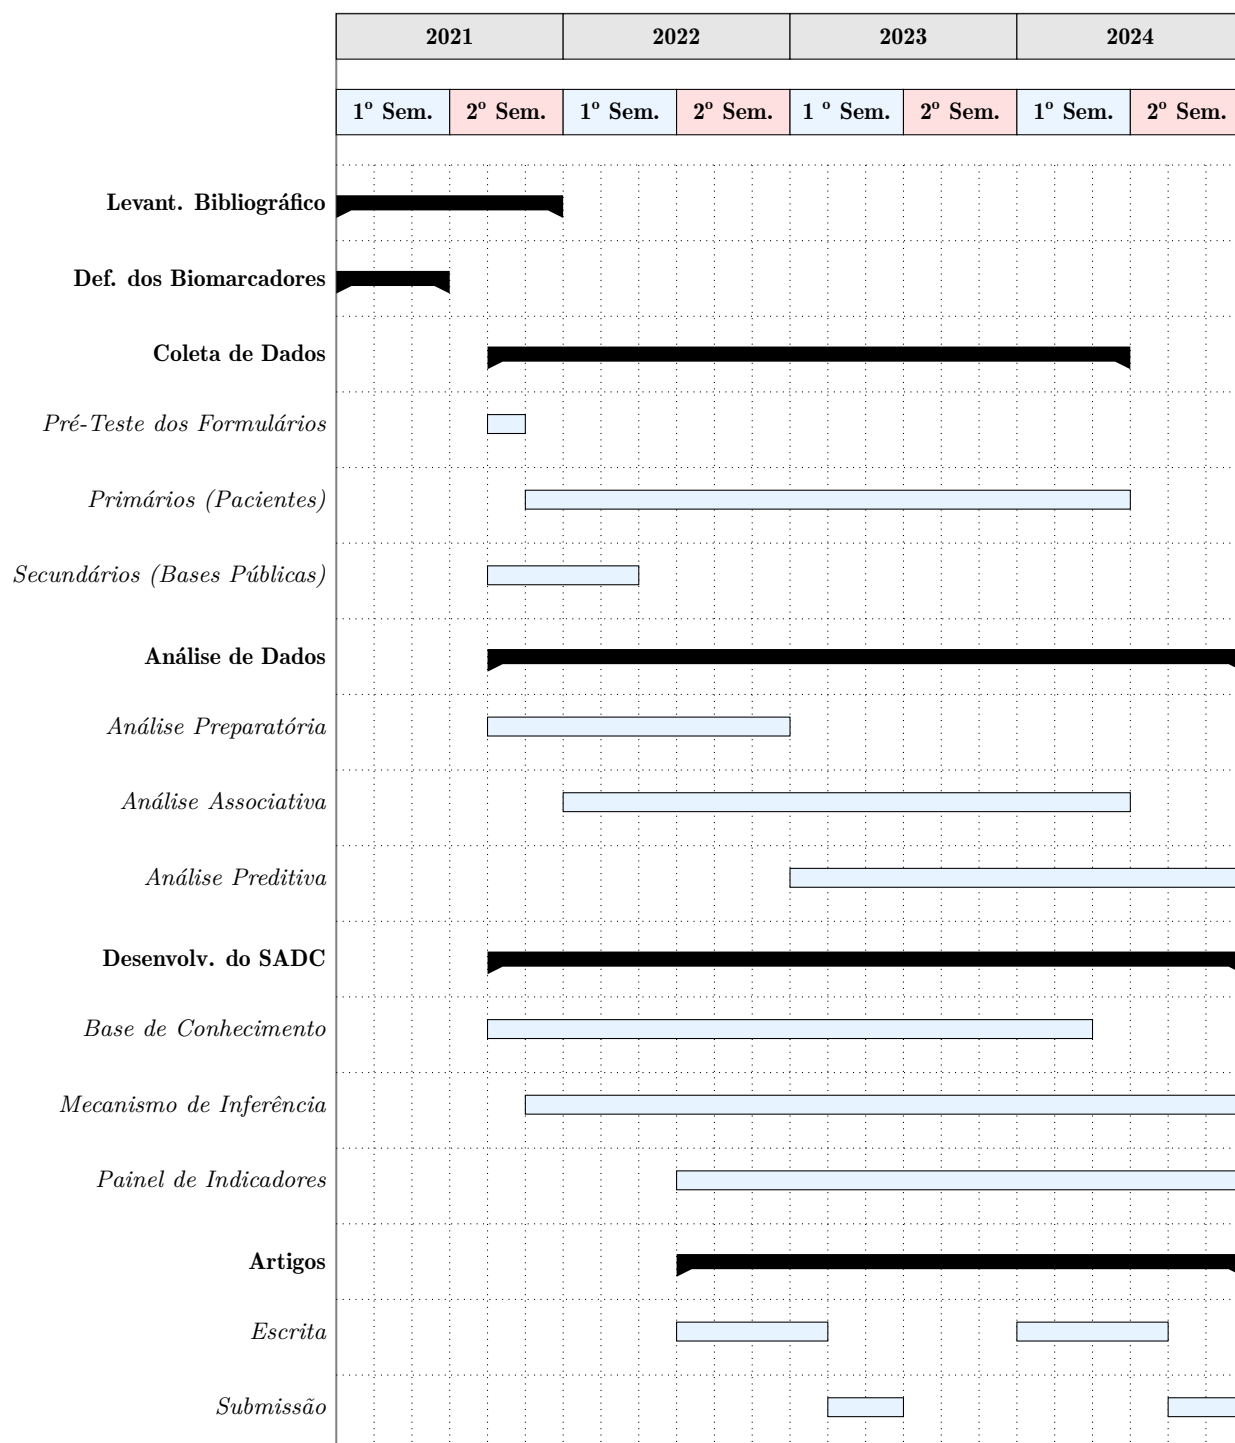 2021 2022 2023 2024
1º Sem. 2º Sem. 1º Sem. 2º Sem. 1 º Sem. 2º Sem. 1º Sem. 2º Sem.
Levant. Bibliográfico
Def. dos Biomarcadores
Coleta de Dados
Pré-Teste dos Formulários
Primários (Pacientes)
Secundários (Bases Públicas)
Análise de Dados
Análise Preparatória
Análise Associativa
Análise Preditiva
Desenvolv. do SADC
Base de Conhecimento
Mecanismo de Inferência
Painel de Indicadores
Artigos
Escrita
Submissão